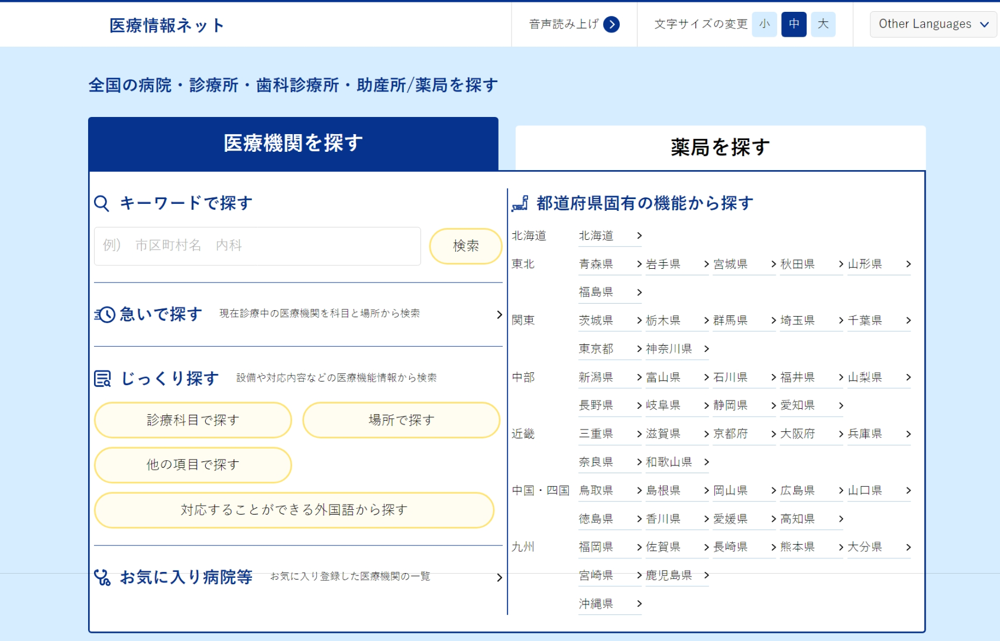 医療情報ネット
音声読み上げ
文字サイズの変更 小 中 大
Other Languages
全国の病院・診療所・歯科診療所・助産所/薬局を探す
医療機関を探す
薬局を探す
キーワードで探す
例） 市区町村名 内科
検索
急いで探す 現在診療中の医療機関を科目と場所から検索
じっくり探す 設備や対応内容などの医療機能情報から検索
診療科目で探す 場所で探す
他の項目で探す
対応することができる外国語から探す
お気に入り病院等 お気に入り登録した医療機関の一覧
都道府県固有の機能から探す
北海道 北海道
東北 青森県 岩手県 宮城県 秋田県 山形県
福島県
関東 茨城県 栃木県 群馬県 埼玉県 千葉県
東京都 神奈川県
中部 新潟県 富山県 石川県 福井県 山梨県
長野県 岐阜県 静岡県 愛知県
近畿 三重県 滋賀県 京都府 大阪府 兵庫県
奈良県 和歌山県
中国・四国 鳥取県 島根県 岡山県 広島県 山口県
徳島県 香川県 愛媛県 高知県
九州 福岡県 佐賀県 長崎県 熊本県 大分県
宮崎県 鹿児島県
沖縄県